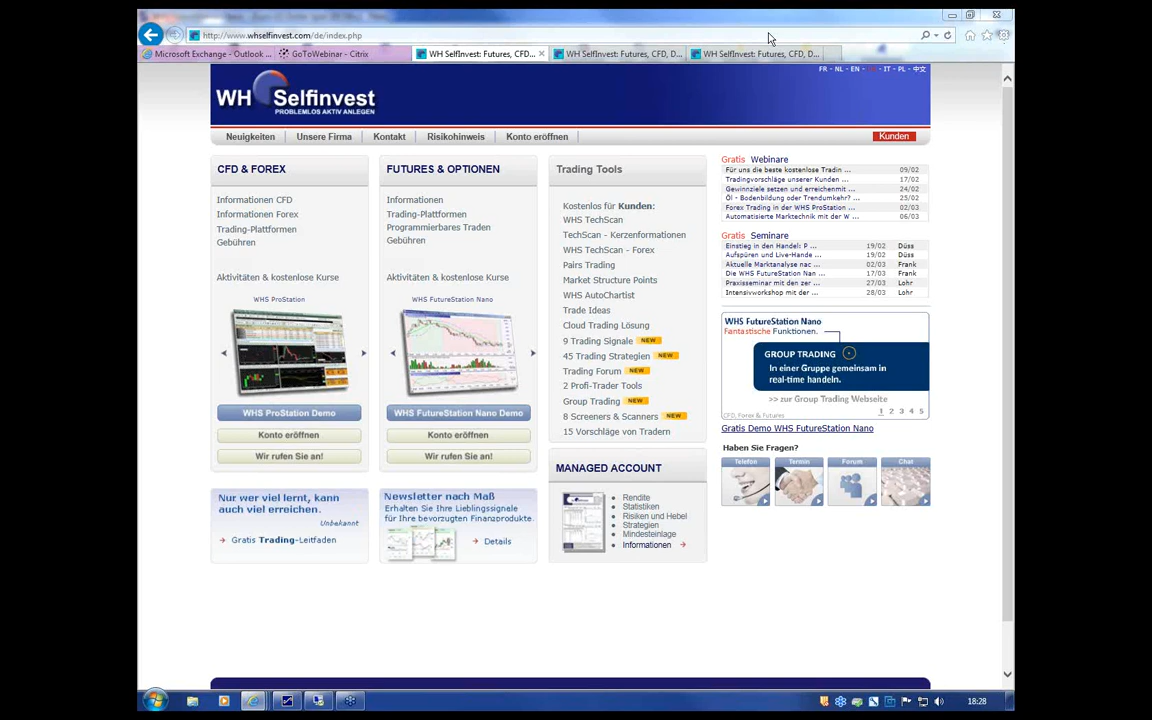 http://www.whselfinvest.com/de/index.php
Microsoft Exchange - Outlook ...
GoToWebinar - Citrix
WH SelfInvest: Futures, CFD...
WH SelfInvest: Futures, CFD, D...
WH SelfInvest: Futures, CFD, D...
FR - NL - EN - - IT - PL - 中文
WH Selfinvest
PROBLEMLOS AKTIV ANLEGEN
Neuigkeiten
Unsere Firma
Kontakt
Risikohinweis
Konto eröffnen
Kunden
CFD & FOREX
Informationen CFD
Informationen Forex
Trading-Plattformen
Gebühren
Aktivitäten & kostenlose Kurse
WHS ProStation
WHS ProStation Demo
Konto eröffnen
Wir rufen Sie an!
Nur wer viel lernt, kann
auch viel erreichen.
Unbekannt
Gratis Trading-Leitfaden
FUTURES & OPTIONEN
Informationen
Trading-Plattformen
Programmierbares Traden
Gebühren
Aktivitäten & kostenlose Kurse
WHS FutureStation Nano
WHS FutureStation Nano Demo
Konto eröffnen
Wir rufen Sie an!
Newsletter nach Maß
Erhalten Sie Ihre Lieblingssignale
für Ihre bevorzugten Finanzprodukte.
Details
Trading Tools
Kostenlos für Kunden:
WHS TechScan
TechScan - Kerzenformationen
WHS TechScan - Forex
Pairs Trading
Market Structure Points
WHS AutoChartist
Trade Ideas
Cloud Trading Lösung
9 Trading Signale NEW
45 Trading Strategien NEW
Trading Forum NEW
2 Profi-Trader Tools
Group Trading NEW
8 Screeners & Scanners NEW
15 Vorschläge von Tradern
MANAGED ACCOUNT
Rendite
Statistiken
Risiken und Hebel
Strategien
Mindesteinlage
Informationen
Gratis Webinare
Für uns die beste kostenlose Tradin ... 09/02
Tradingvorschläge unserer Kunden ... 17/02
Gewinnziele setzen und erreichenmit ... 24/02
Öl - Bodenbildung oder Trendumkehr? ... 25/02
Forex Trading in der WHS ProStation ... 02/03
Automatisierte Marktechnik mit der W ... 06/03
Gratis Seminare
Einstieg in den Handel: P ... 19/02 Düss
Aufspüren und Live-Hande ... 19/02 Düss
Aktuelle Marktanalyse nac ... 02/03 Frank
Die WHS FutureStation Nan ... 17/03 Frank
Praxisseminar mit den zer ... 27/03 Lohr
Intensivworkshop mit der ... 28/03 Lohr
WHS FutureStation Nano
Fantastische Funktionen.
GROUP TRADING
In einer Gruppe gemeinsam in
real-time handeln.
>> zur Group Trading Webseite
CFD, Forex & Futures
1 2 3 4 5
Gratis Demo WHS FutureStation Nano
Haben Sie Fragen?
Telefon
Termin
Forum
Chat
18:28